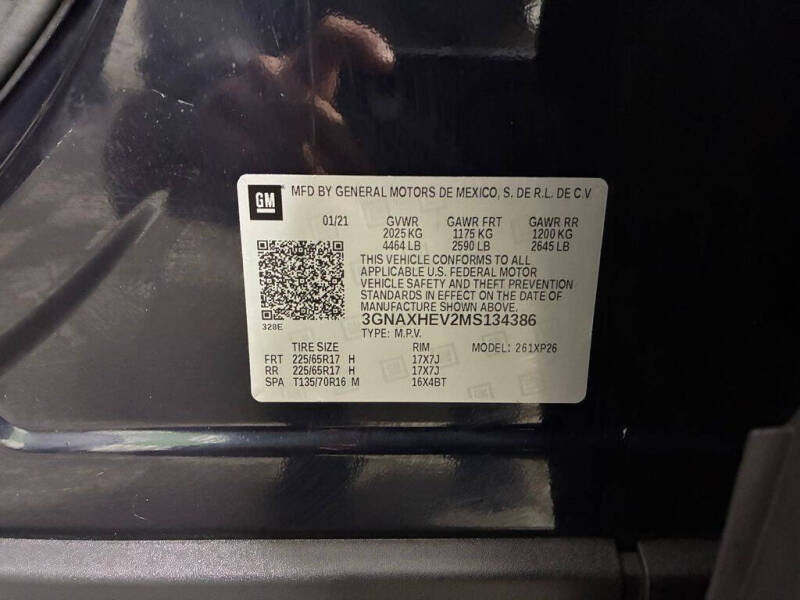 GM MFD BY GENERAL MOTORS DE MEXICO, S. DE R.L. DE C.V
01/21 GVWR GAWR FRT GAWR RR
2025 KG 1175 KG 1200 KG
4464 LB 2590 LB 2645 LB
THIS VEHICLE CONFORMS TO ALL
APPLICABLE U.S. FEDERAL MOTOR
VEHICLE SAFETY AND THEFT PREVENTION
STANDARDS IN EFFECT ON THE DATE OF
MANUFACTURE SHOWN ABOVE.
3GNAXHEV2MS134386
328E
TYPE: M.P.V.
TIRE SIZE RIM MODEL: 261XP26
FRT 225/65R17 H 17X7J
RR 225/65R17 H 17X7J
SPA T135/70R16 M 16X4BT